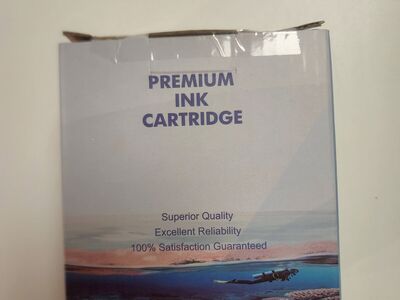 PREMIUM
INK
CARTRIDGE
Superior Quality
Excellent Reliability
100% Satisfaction Guaranteed